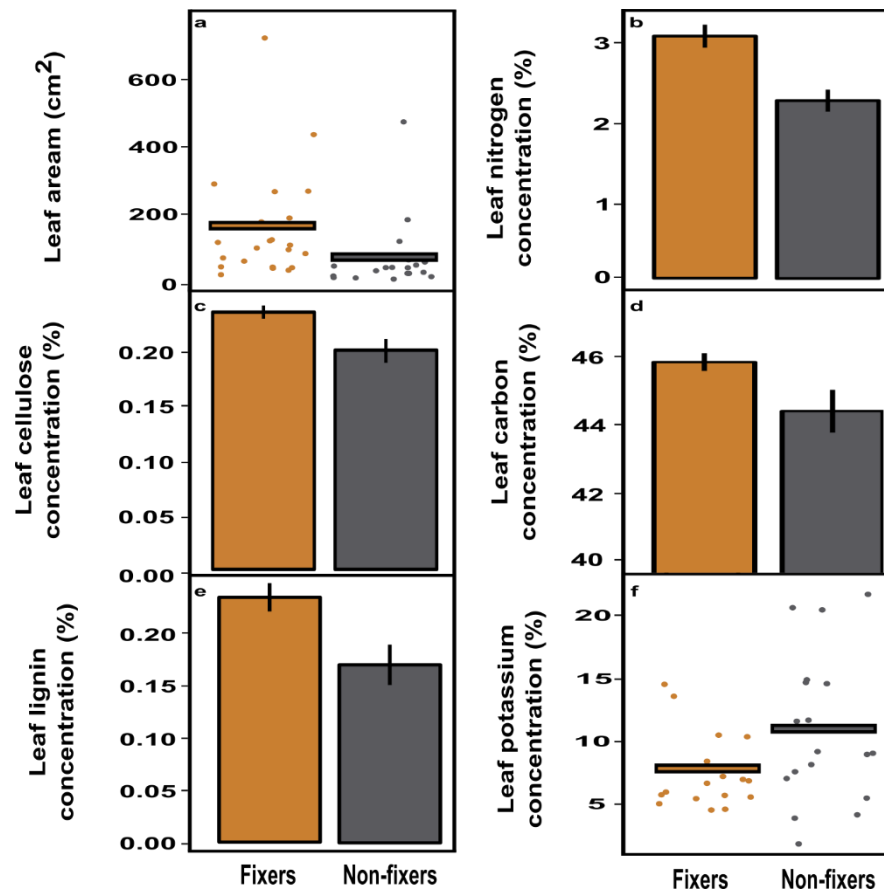 a
Leaf aream (cm2)
600
400
200
0
b
Leaf nitrogen
concentration (%)
3
2
1
0
c
Leaf cellulose
concentration (%)
0.20
0.15
0.10
0.05
0.00
d
Leaf carbon
concentration (%)
46
44
42
40
e
Leaf lignin
concentration (%)
0.20
0.15
0.10
0.05
0.00
Fixers Non-fixers
f
Leaf potassium
concentration (%)
20
15
10
5
Fixers Non-fixers